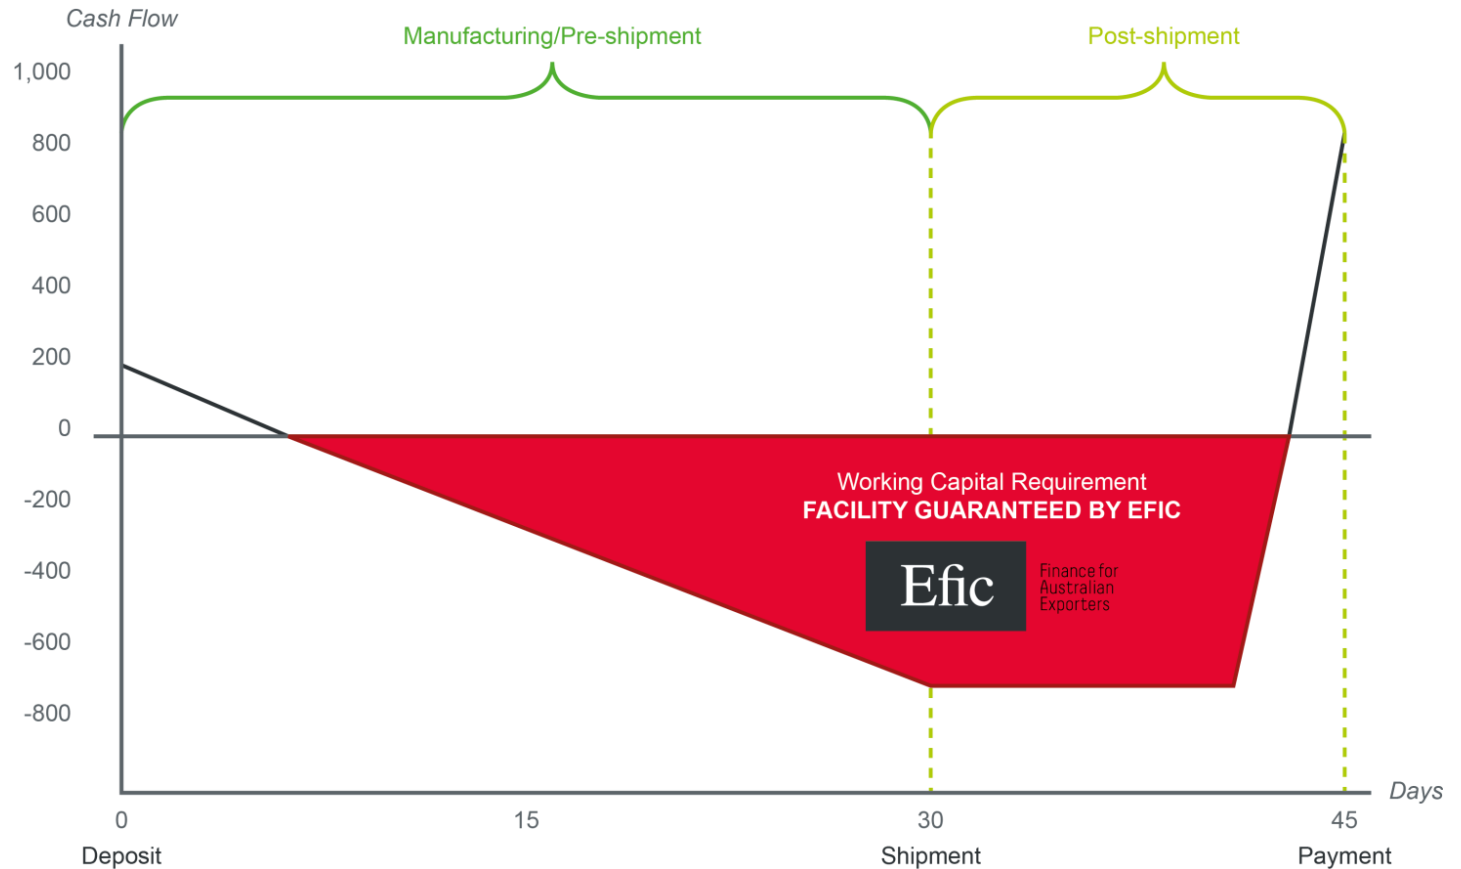 Cash Flow
Manufacturing/Pre-shipment
Post-shipment
1,000
800
600
400
200
0
-200
-400
-600
-800
Working Capital Requirement
FACILITY GUARANTEED BY EFIC
Efic
Finance for
Australian
Exporters
Days
0 15 30 45
Deposit Shipment Payment